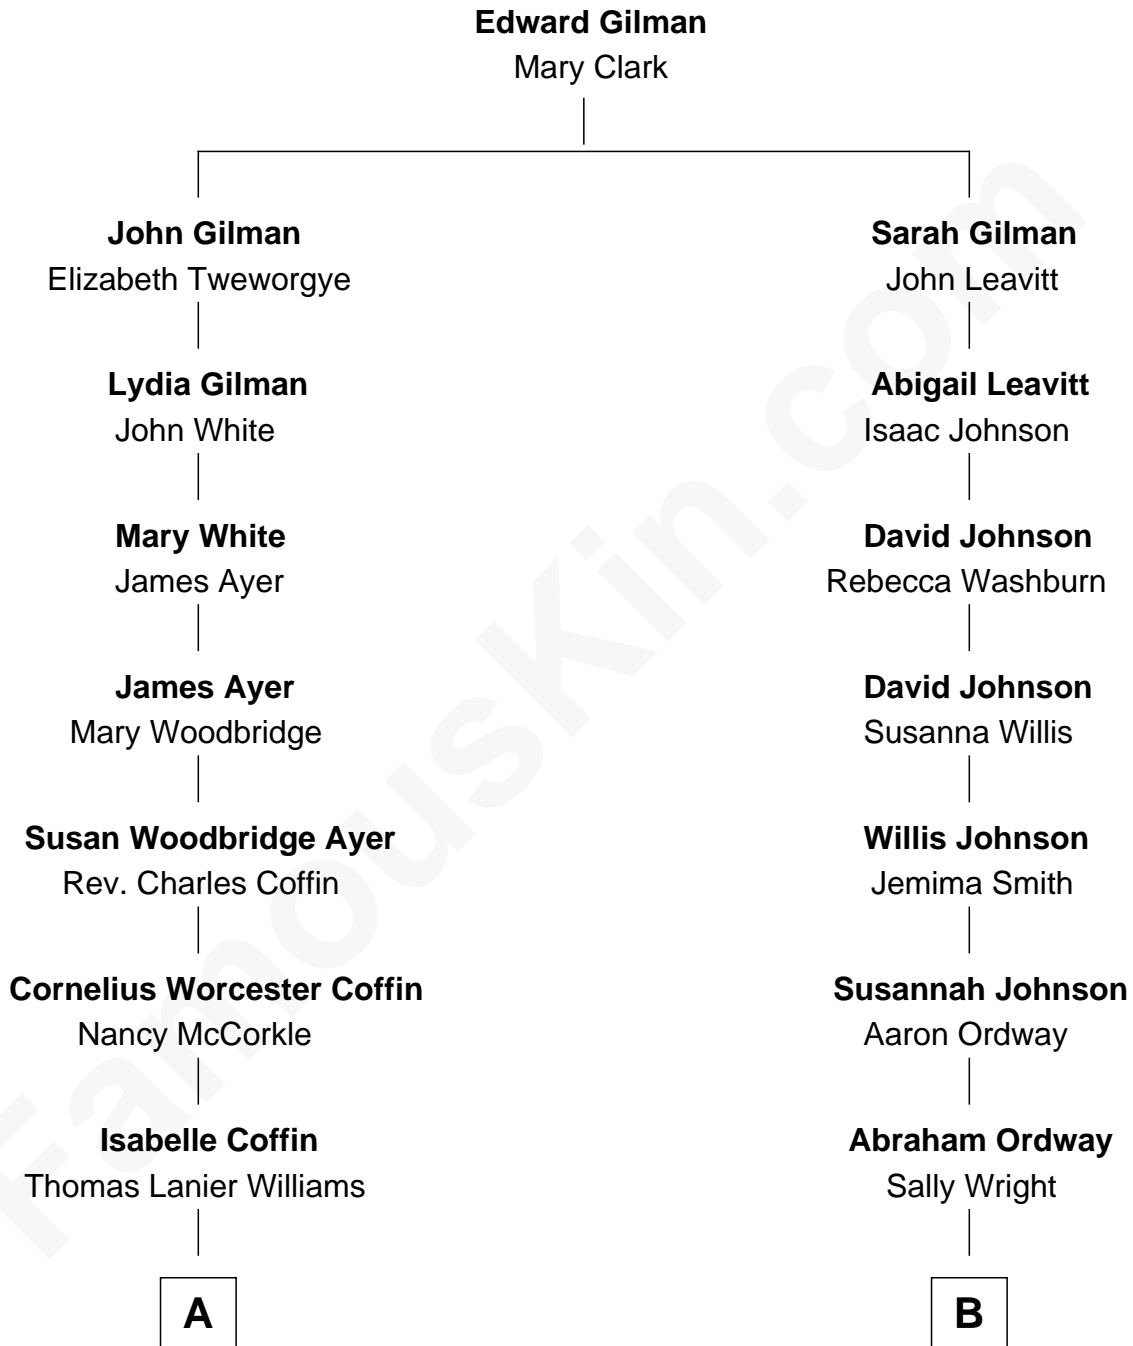 Edward Gilman
Mary Clark
John Gilman
Elizabeth Tweworgye
Sarah Gilman
John Leavitt
Lydia Gilman
John White
Abigail Leavitt
Isaac Johnson
Mary White
James Ayer
David Johnson
Rebecca Washburn
James Ayer
Mary Woodbridge
David Johnson
Susanna Willis
Susan Woodbridge Ayer
Rev. Charles Coffin
Willis Johnson
Jemima Smith
Cornelius Worcester Coffin
Nancy McCorkle
Susannah Johnson
Aaron Ordway
Isabelle Coffin
Thomas Lanier Williams
Abraham Ordway
Sally Wright
A
B
FamousKin.com